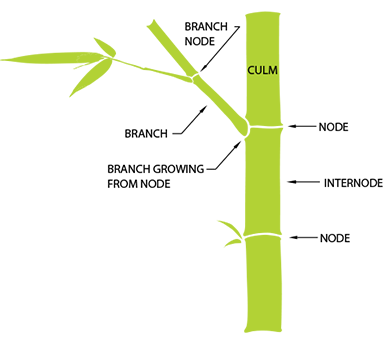 BRANCH
NODE
CULM
NODE
BRANCH
BRANCH GROWING
FROM NODE
INTERNODE
NODE